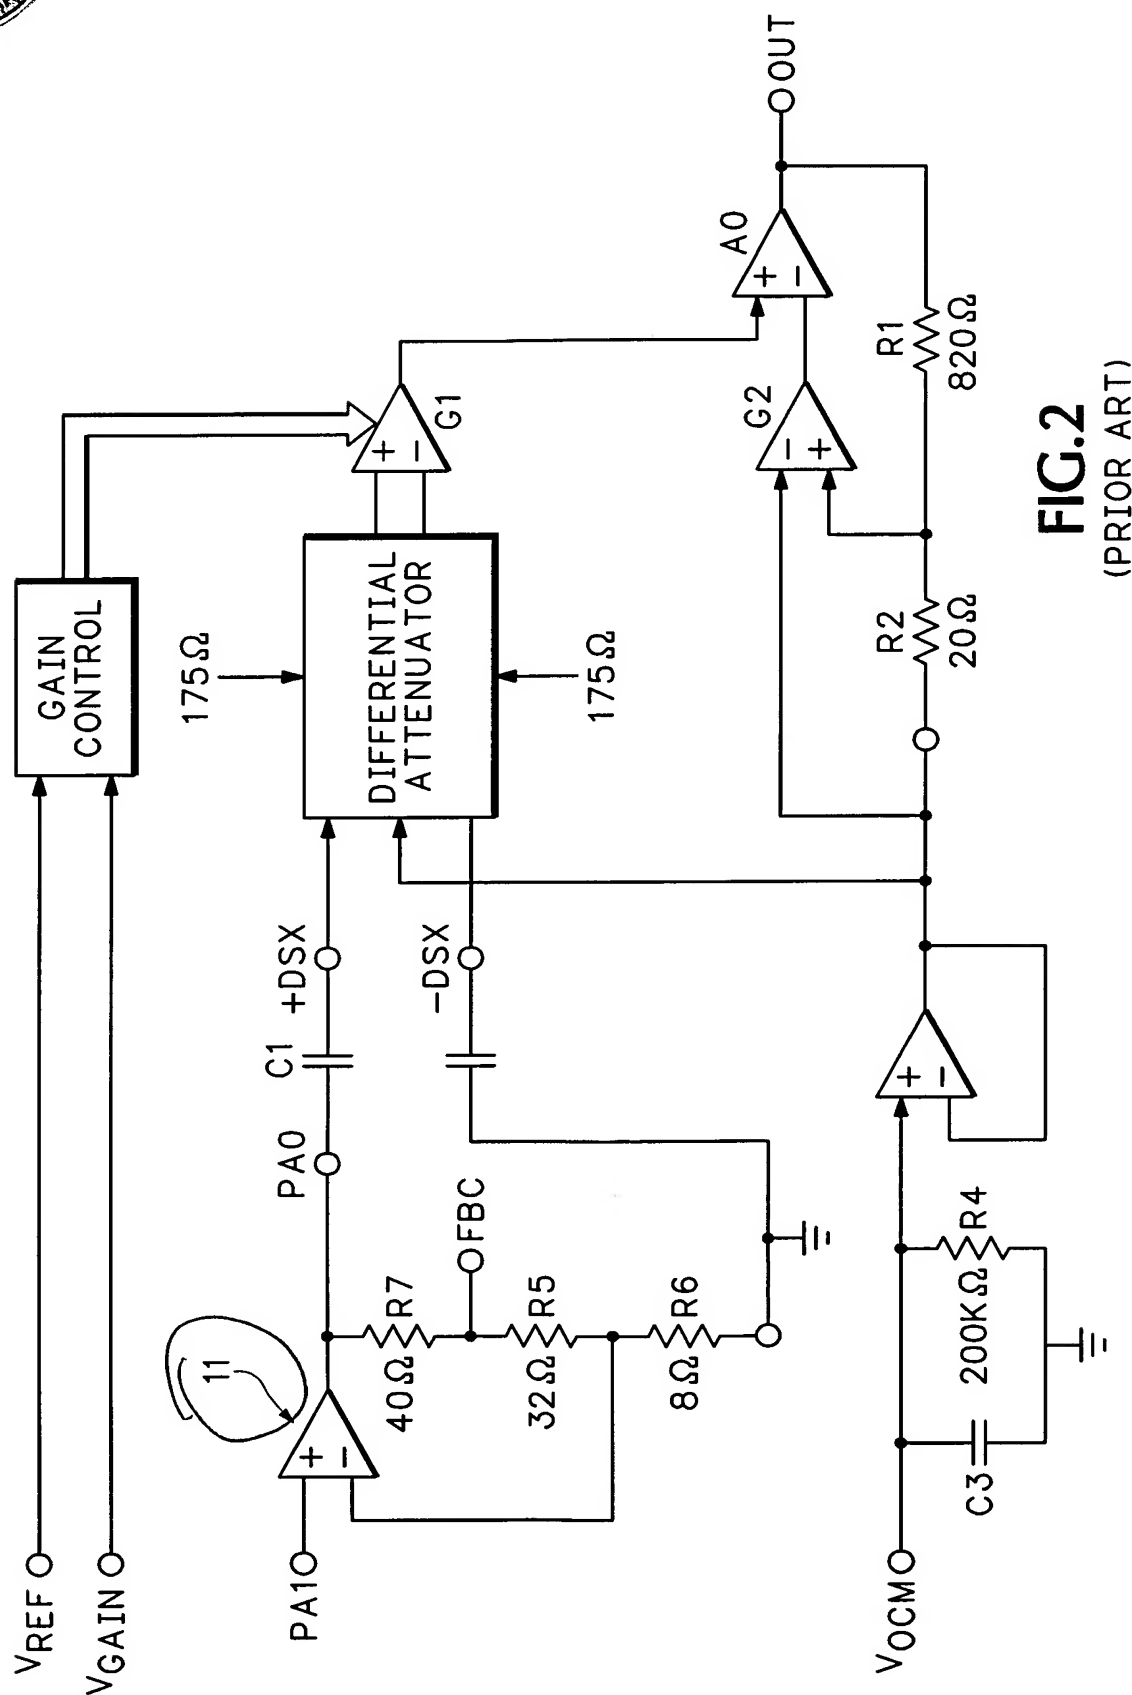 VREF
VGAIN
GAIN
CONTROL
175Ω
DIFFERENTIAL
ATTENUATOR
175Ω
+
−
G1
PA1
+
−
11
PA0
C1
+DSX
−DSX
40Ω
R7
FBC
32Ω
R5
8Ω
R6
VOCM
C3
200KΩ
R4
+
−
R2
20Ω
R1
820Ω
−
+
G2
+
−
A0
OUT
FIG.2
(PRIOR ART)